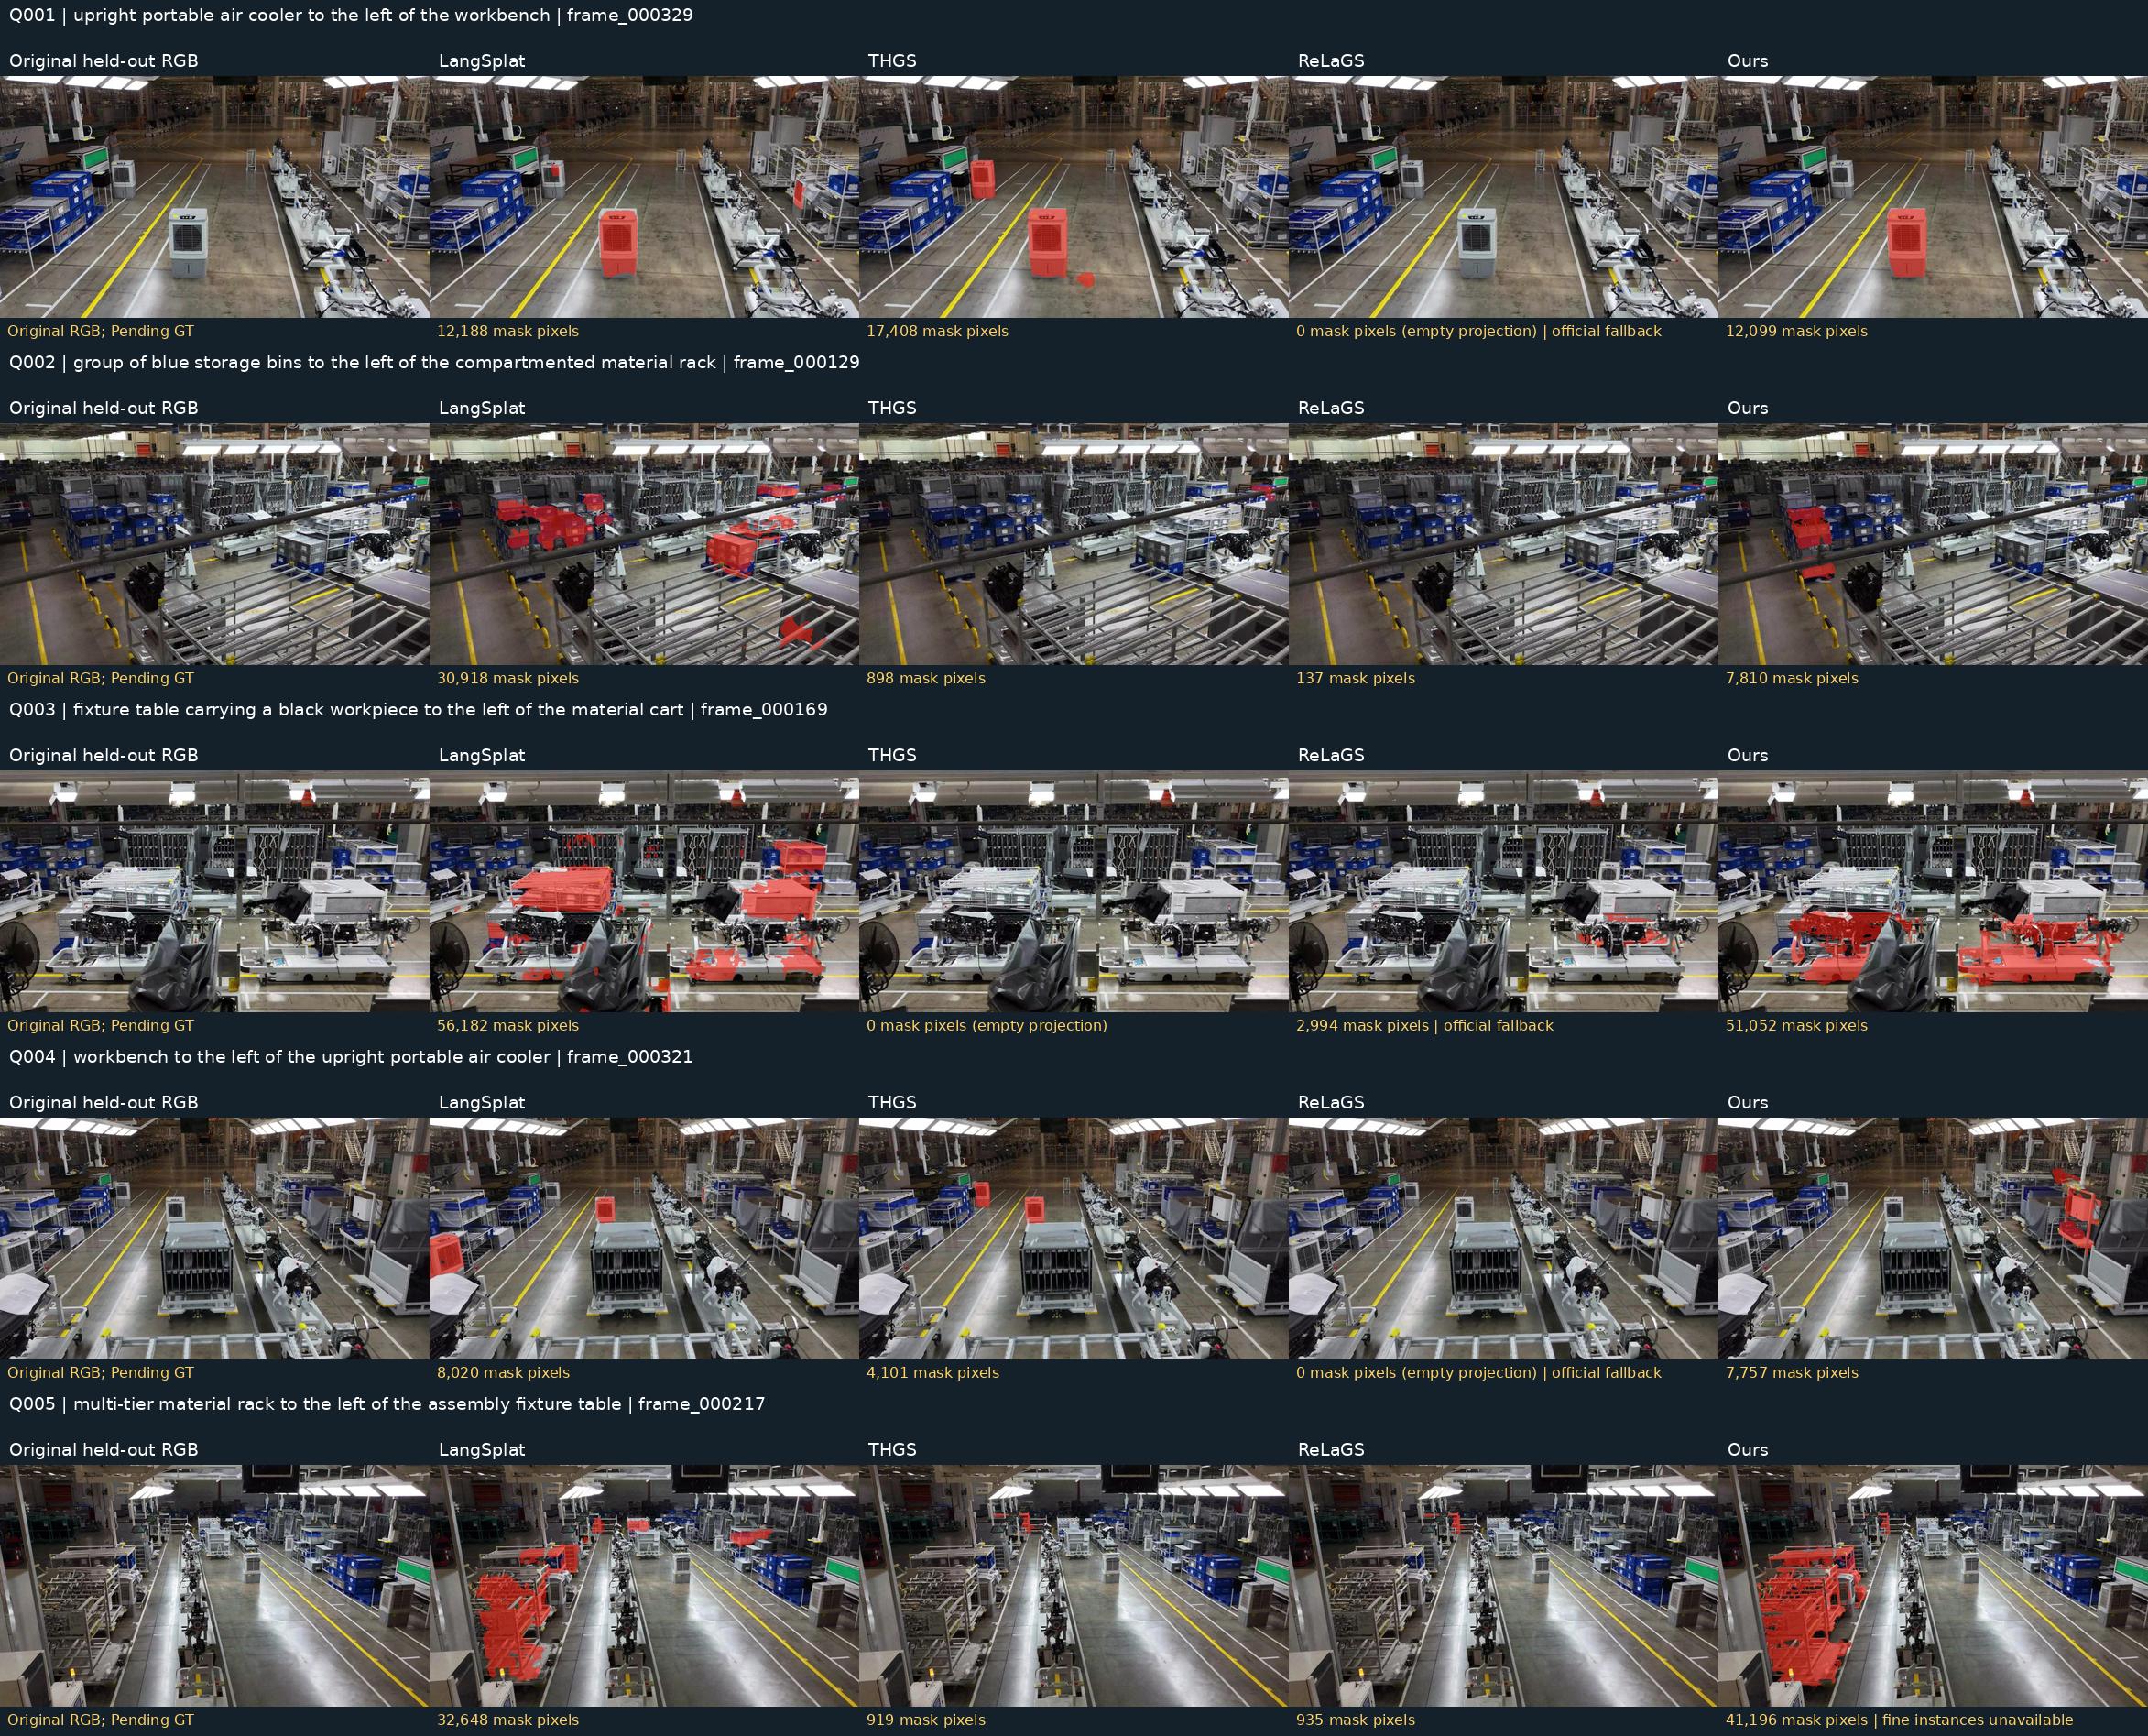 Q001 | upright portable air cooler to the left of the workbench | frame_000329
Original held-out RGB LangSplat THGS ReLaGS Ours
Original RGB; Pending GT 12,188 mask pixels 17,408 mask pixels 0 mask pixels (empty projection) | official fallback 12,099 mask pixels
Q002 | group of blue storage bins to the left of the compartmented material rack | frame_000129
Original held-out RGB LangSplat THGS ReLaGS Ours
Original RGB; Pending GT 30,918 mask pixels 898 mask pixels 137 mask pixels 7,810 mask pixels
Q003 | fixture table carrying a black workpiece to the left of the material cart | frame_000169
Original held-out RGB LangSplat THGS ReLaGS Ours
Original RGB; Pending GT 56,182 mask pixels 0 mask pixels (empty projection) 2,994 mask pixels | official fallback 51,052 mask pixels
Q004 | workbench to the left of the upright portable air cooler | frame_000321
Original held-out RGB LangSplat THGS ReLaGS Ours
Original RGB; Pending GT 8,020 mask pixels 4,101 mask pixels 0 mask pixels (empty projection) | official fallback 7,757 mask pixels
Q005 | multi-tier material rack to the left of the assembly fixture table | frame_000217
Original held-out RGB LangSplat THGS ReLaGS Ours
Original RGB; Pending GT 32,648 mask pixels 919 mask pixels 935 mask pixels 41,196 mask pixels | fine instances unavailable